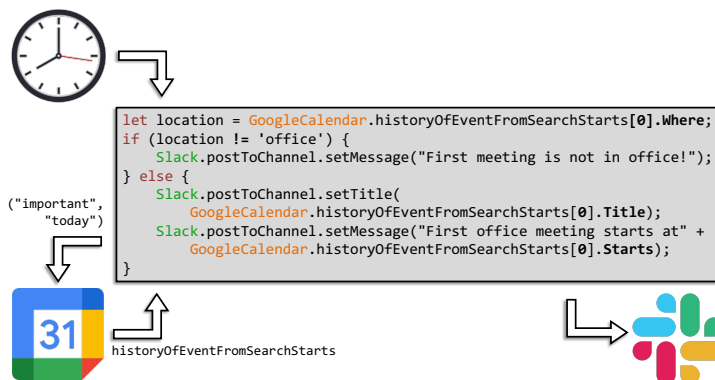 let location = GoogleCalendar.historyOfEventFromSearchStarts[0].Where;
if (location != 'office') {
    Slack.postToChannel.setMessage("First meeting is not in office!");
} else {
    Slack.postToChannel.setTitle(
        GoogleCalendar.historyOfEventFromSearchStarts[0].Title);
    Slack.postToChannel.setMessage("First office meeting starts at" +
        GoogleCalendar.historyOfEventFromSearchStarts[0].Starts);
}
("important",
"today")
31
historyOfEventFromSearchStarts